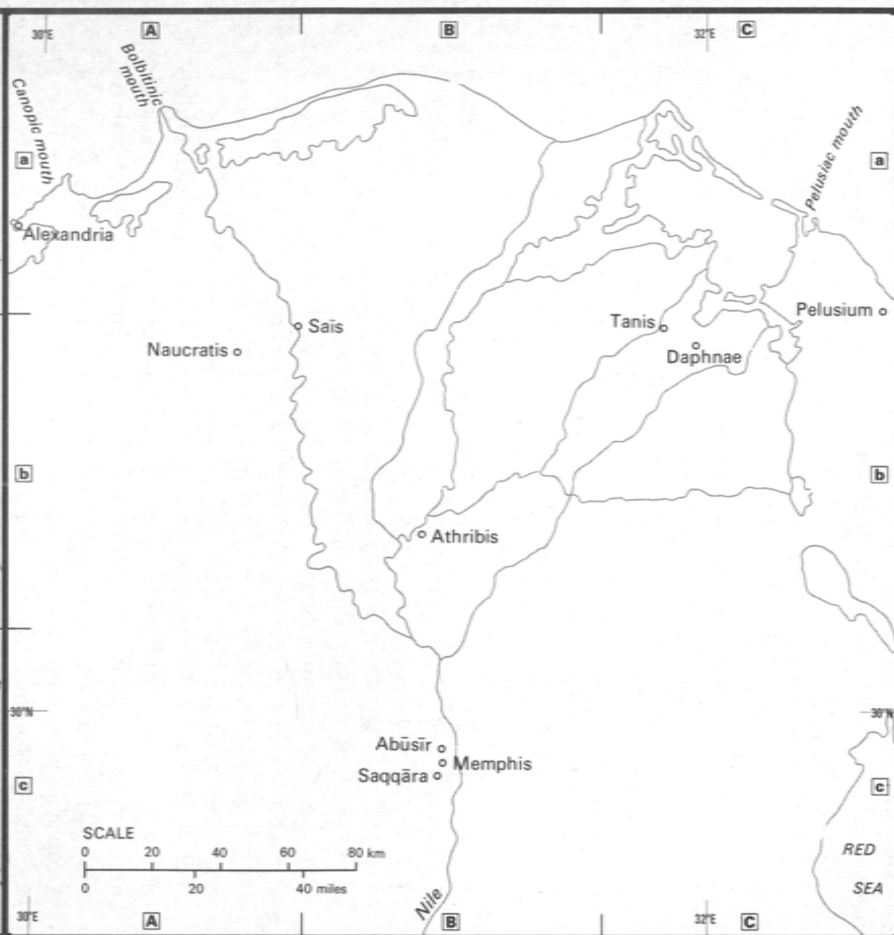 30°E
A
B
32°E
C
Bolbitinic
mouth
Canopic mouth
Pelusiac mouth
a
a
Alexandria
Saïs
Naucratis
Tanis
Daphnae
Pelusium
b
b
Athribis
30°N
30°N
Abūsīr
Memphis
Saqqāra
c
c
SCALE
0 20 40 60 80 km
0 20 40 miles
RED
SEA
Nile
30°E
A
B
32°E
C